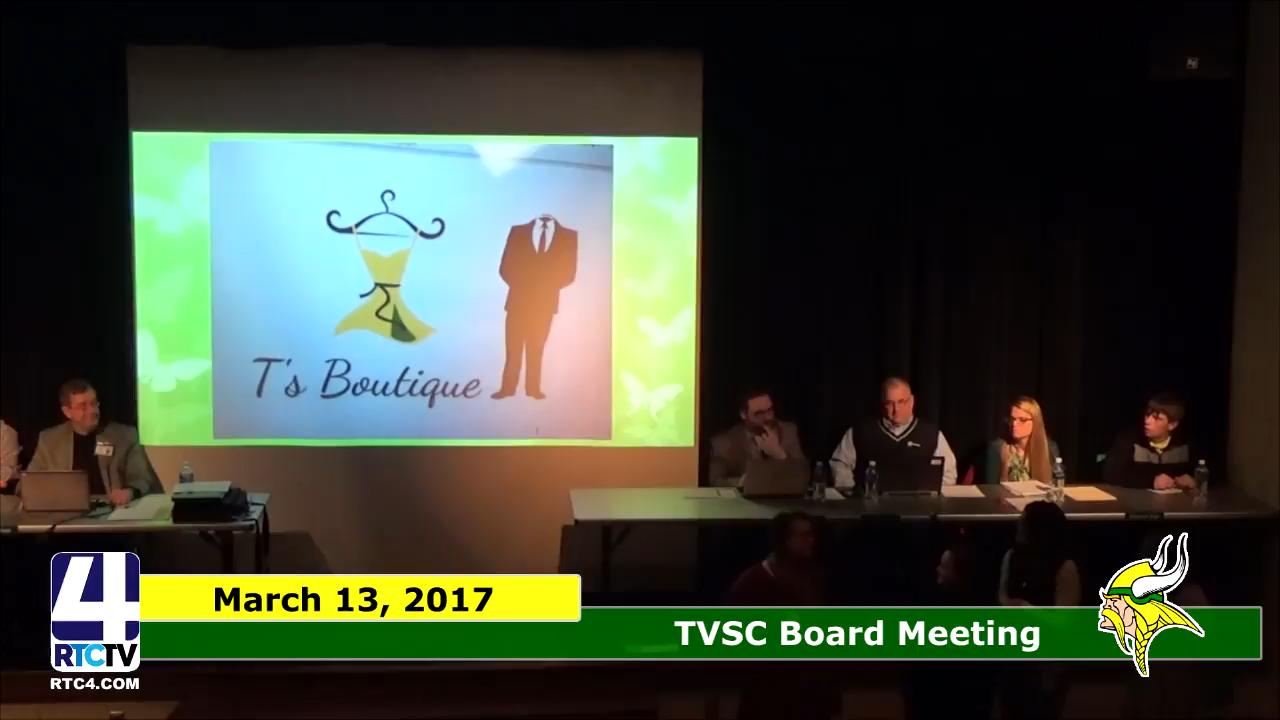 T's Boutique
4
March 13, 2017
TVSC Board Meeting
RTCTV
RTC4.COM